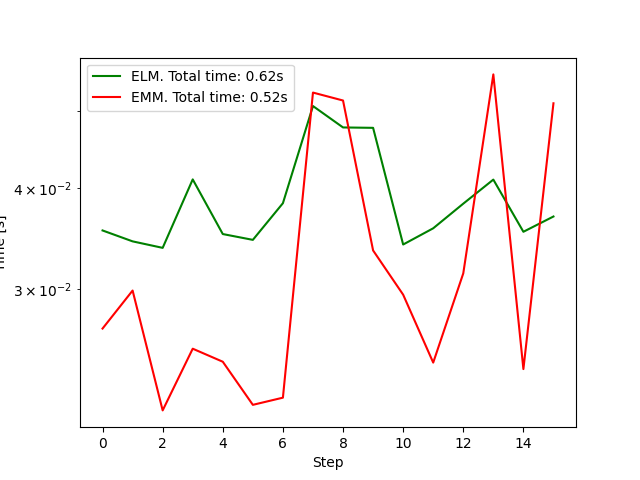 ELM. Total time: 0.62s
EMM. Total time: 0.52s
4 × 10⁻²
3 × 10⁻²
[s]
0 2 4 6 8 10 12 14
Step